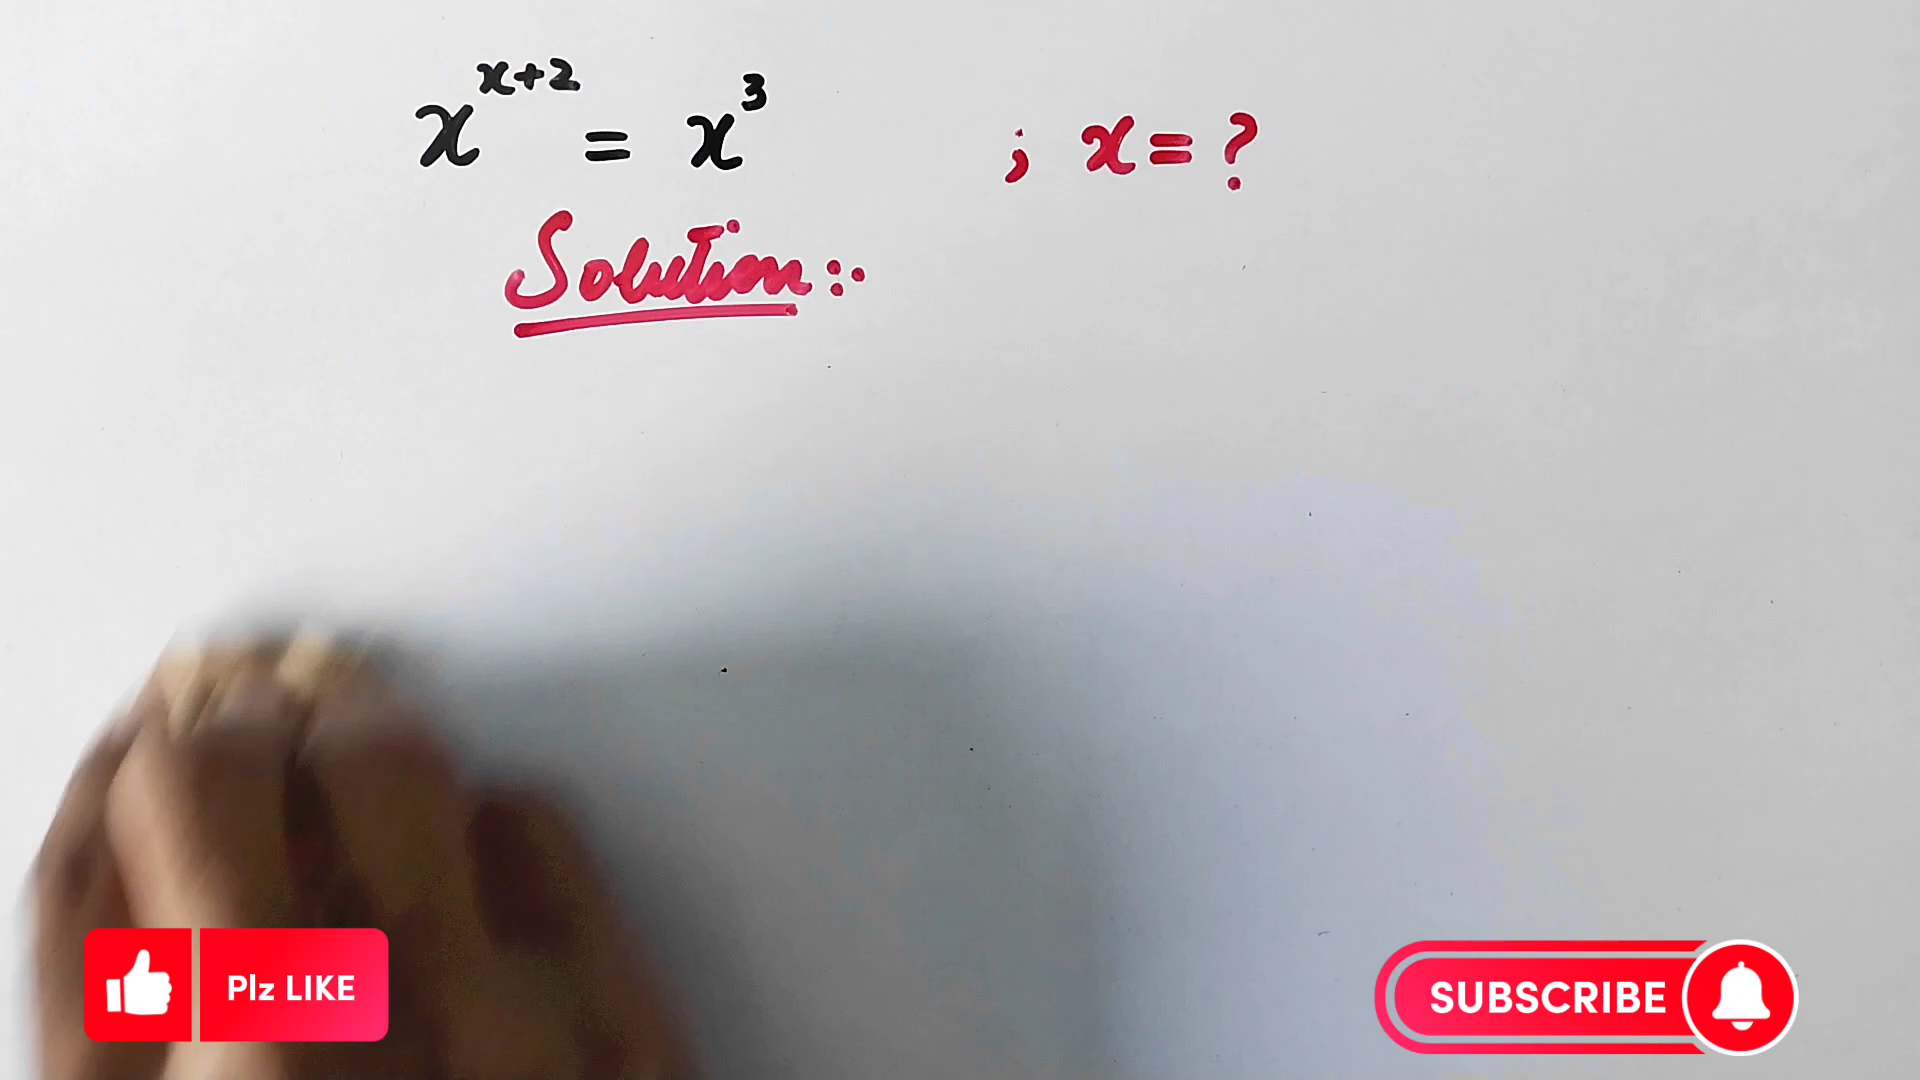 x^{x+2} = x^3 ; x = ?
Solution:-
Plz LIKE
SUBSCRIBE